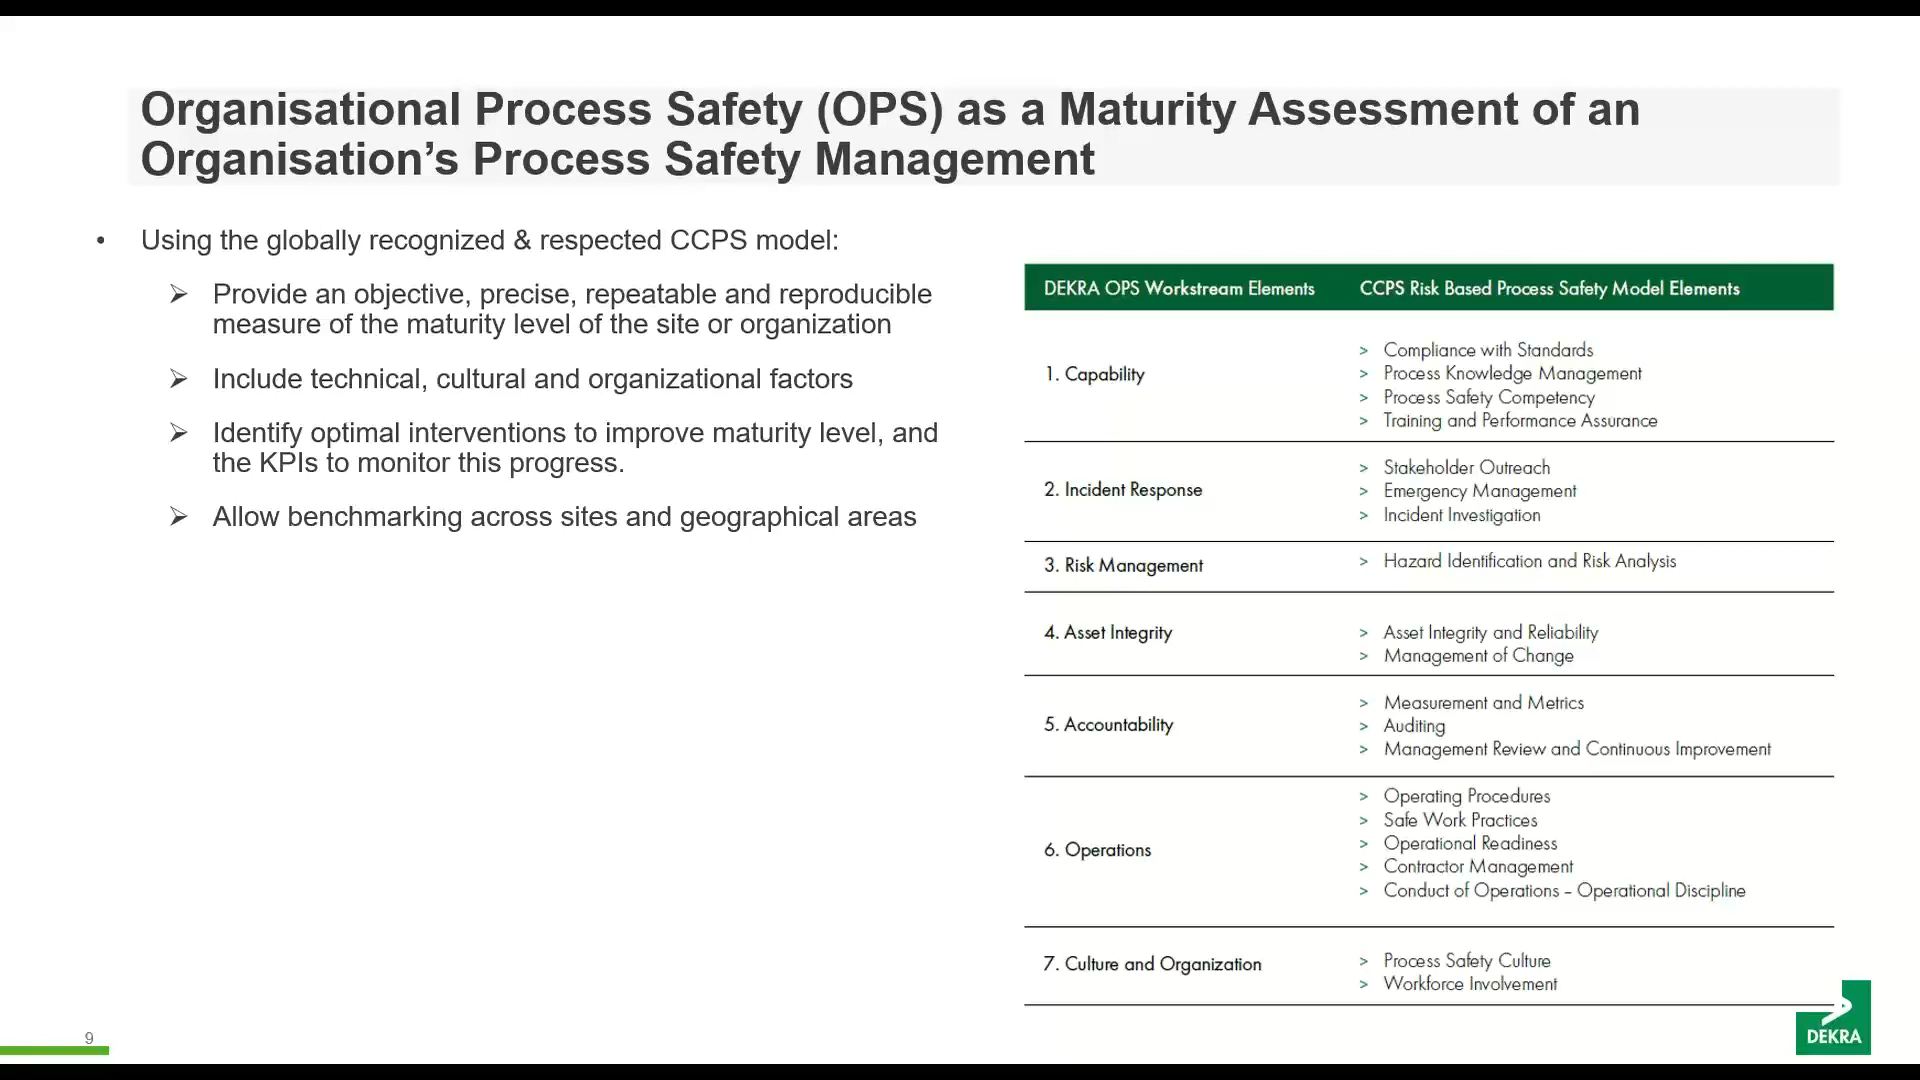 Organisational Process Safety (OPS) as a Maturity Assessment of an
Organisation’s Process Safety Management
• Using the globally recognized & respected CCPS model:
➢ Provide an objective, precise, repeatable and reproducible
measure of the maturity level of the site or organization
➢ Include technical, cultural and organizational factors
➢ Identify optimal interventions to improve maturity level, and
the KPIs to monitor this progress.
➢ Allow benchmarking across sites and geographical areas
DEKRA OPS Workstream Elements CCPS Risk Based Process Safety Model Elements
1. Capability
> Compliance with Standards
> Process Knowledge Management
> Process Safety Competency
> Training and Performance Assurance
2. Incident Response
> Stakeholder Outreach
> Emergency Management
> Incident Investigation
3. Risk Management
> Hazard Identification and Risk Analysis
4. Asset Integrity
> Asset Integrity and Reliability
> Management of Change
5. Accountability
> Measurement and Metrics
> Auditing
> Management Review and Continuous Improvement
6. Operations
> Operating Procedures
> Safe Work Practices
> Operational Readiness
> Contractor Management
> Conduct of Operations – Operational Discipline
7. Culture and Organization
> Process Safety Culture
> Workforce Involvement
9
DEKRA